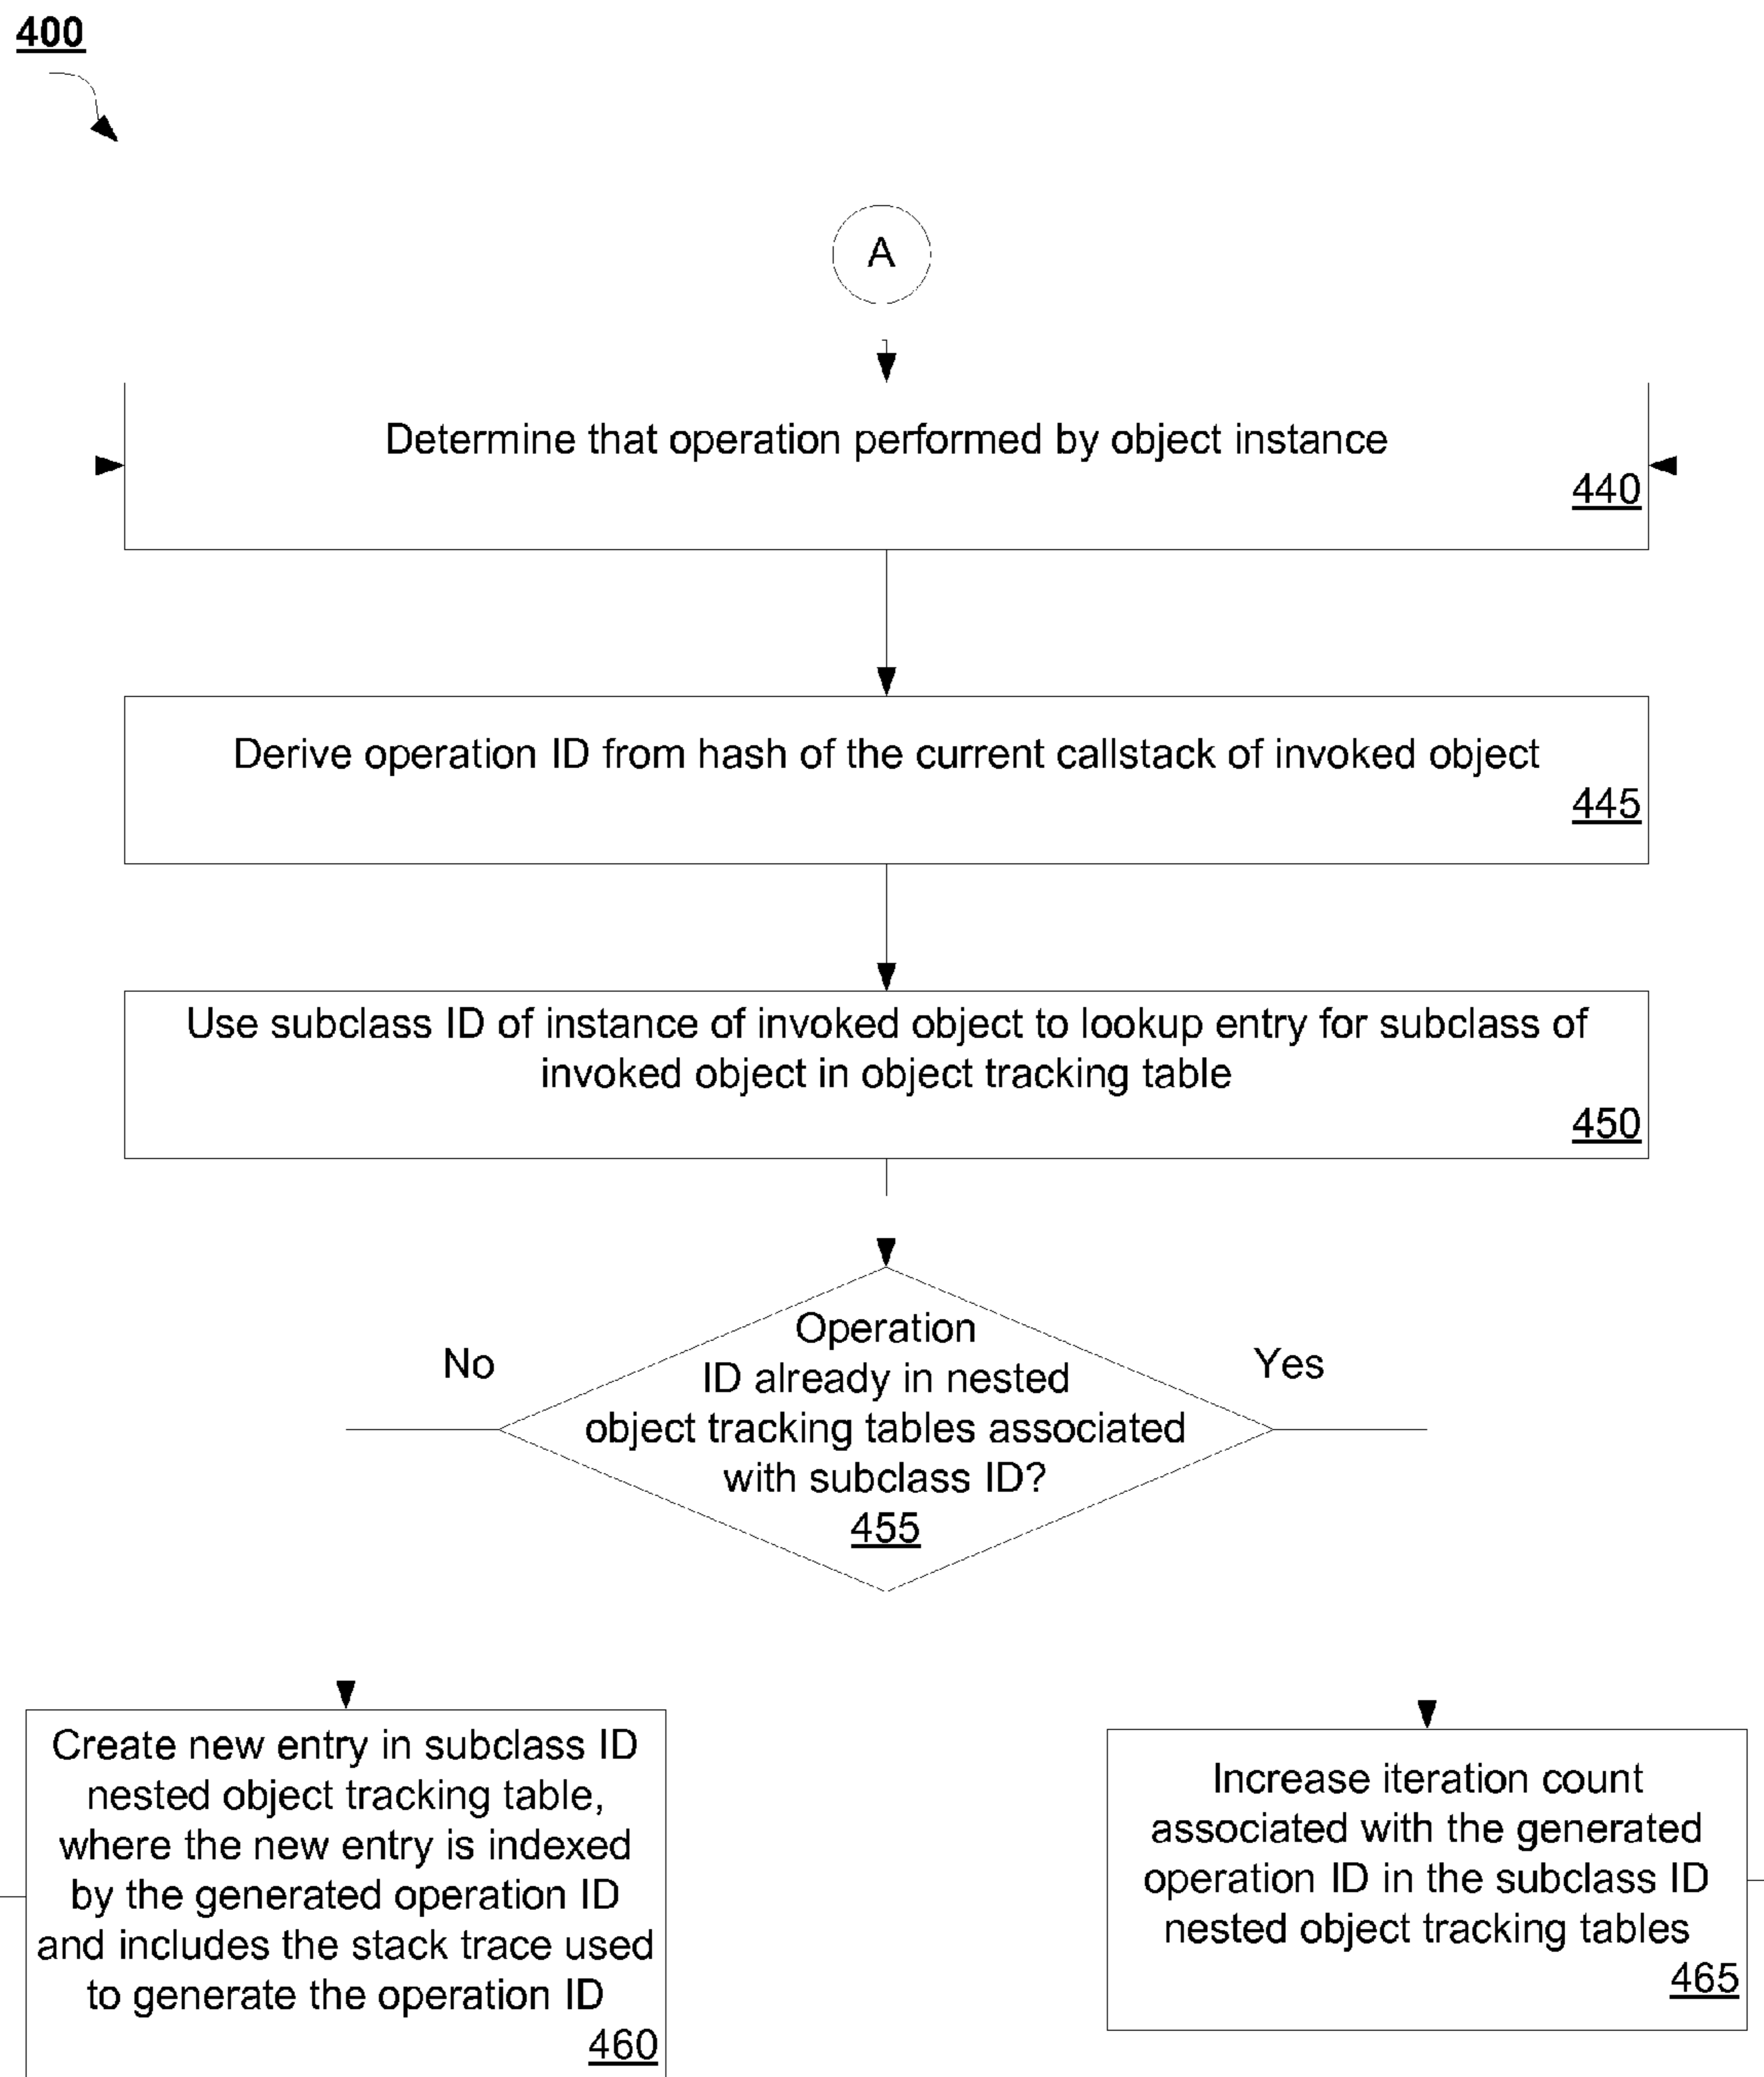 400
A
Determine that operation performed by object instance
440
Derive operation ID from hash of the current callstack of invoked object
445
Use subclass ID of instance of invoked object to lookup entry for subclass of
invoked object in object tracking table
450
Operation
ID already in nested
object tracking tables associated
with subclass ID?
455
No
Yes
Create new entry in subclass ID
nested object tracking table,
where the new entry is indexed
by the generated operation ID
and includes the stack trace used
to generate the operation ID
460
Increase iteration count
associated with the generated
operation ID in the subclass ID
nested object tracking tables
465